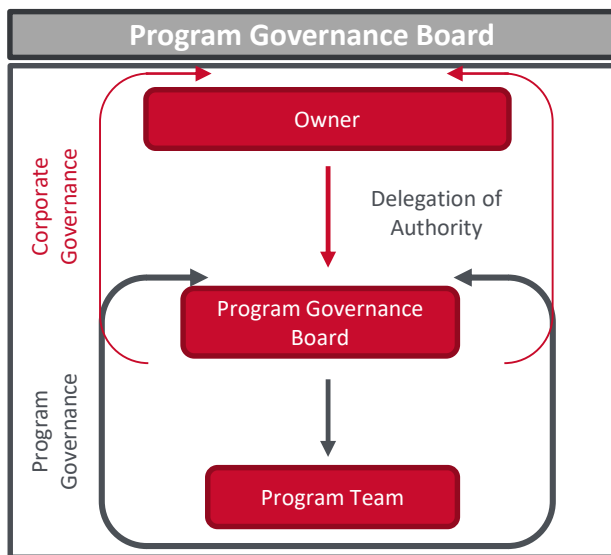 Program Governance Board
Owner
Corporate
Governance
Delegation of
Authority
Program Governance
Board
Program
Governance
Program Team